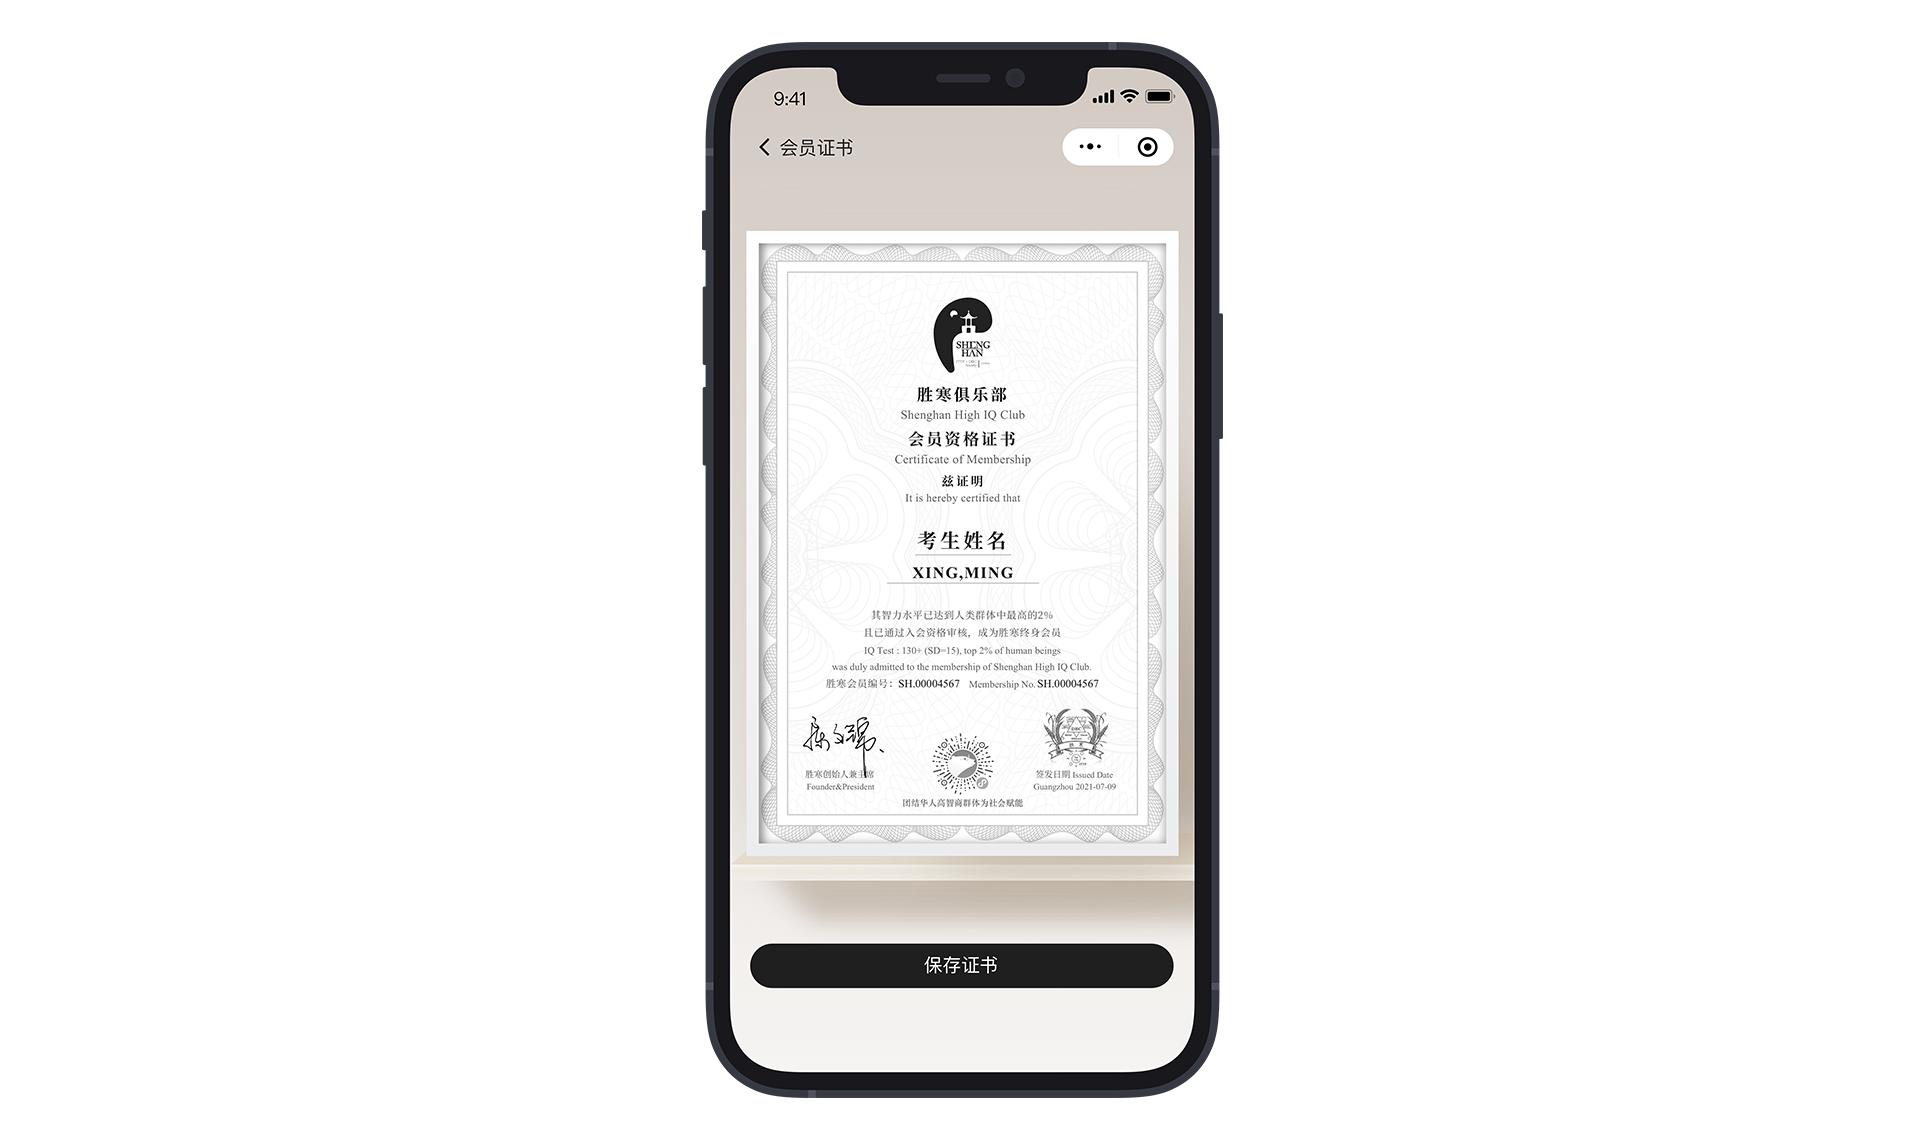 9:41
会员证书
SHENG
HAN
胜寒俱乐部
Shenghan High IQ Club
会员资格证书
Certificate of Membership
兹证明
It is hereby certified that
考生姓名
XING,MING
其智力水平已达到人类群体中最高的2%
且已通过入会资格审核，成为胜寒终身会员
IQ Test : 130+ (SD=15), top 2% of human beings
was duly admitted to the membership of Shenghan High IQ Club.
胜寒会员编号：SH.00004567 Membership No. SH.00004567
胜寒创始人兼主席
Founder&President
签发日期 Issued Date
Guangzhou 2021-07-09
团结华人高智商群体为社会赋能
保存证书